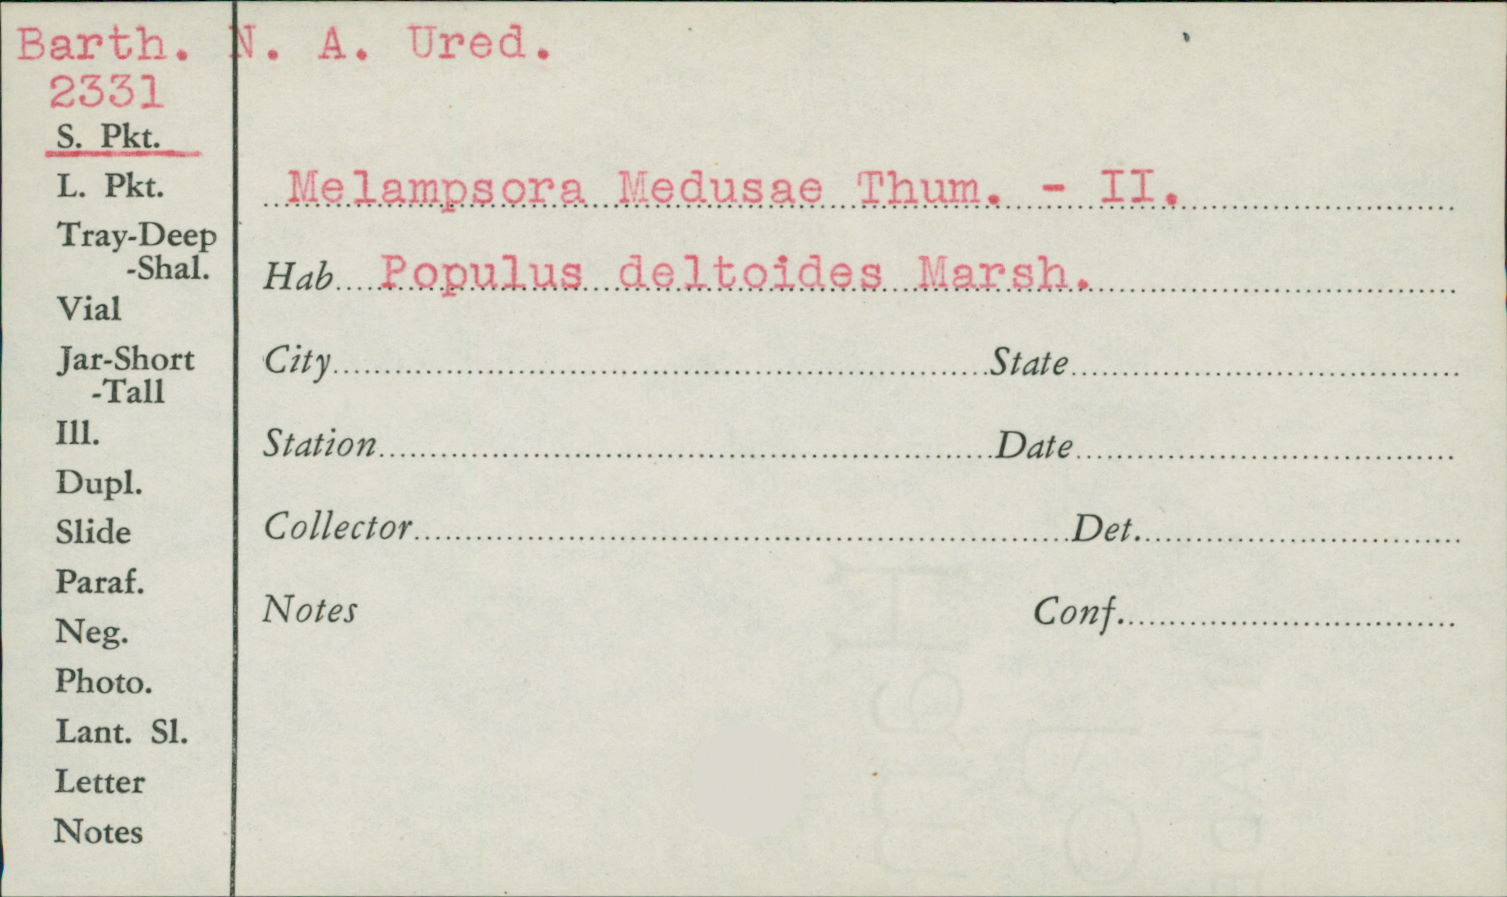 Barth. N. A. Ured.
2331
S. Pkt.
L. Pkt.
Tray-Deep
-Shal.
Vial
Jar-Short
-Tall
Ill.
Dupl.
Slide
Paraf.
Neg.
Photo.
Lant. Sl.
Letter
Notes
Melampsora Medusae Thum. - II.
Hab. Populus deltoides Marsh.
City State
Station Date
Collector Det.
Notes Conf.